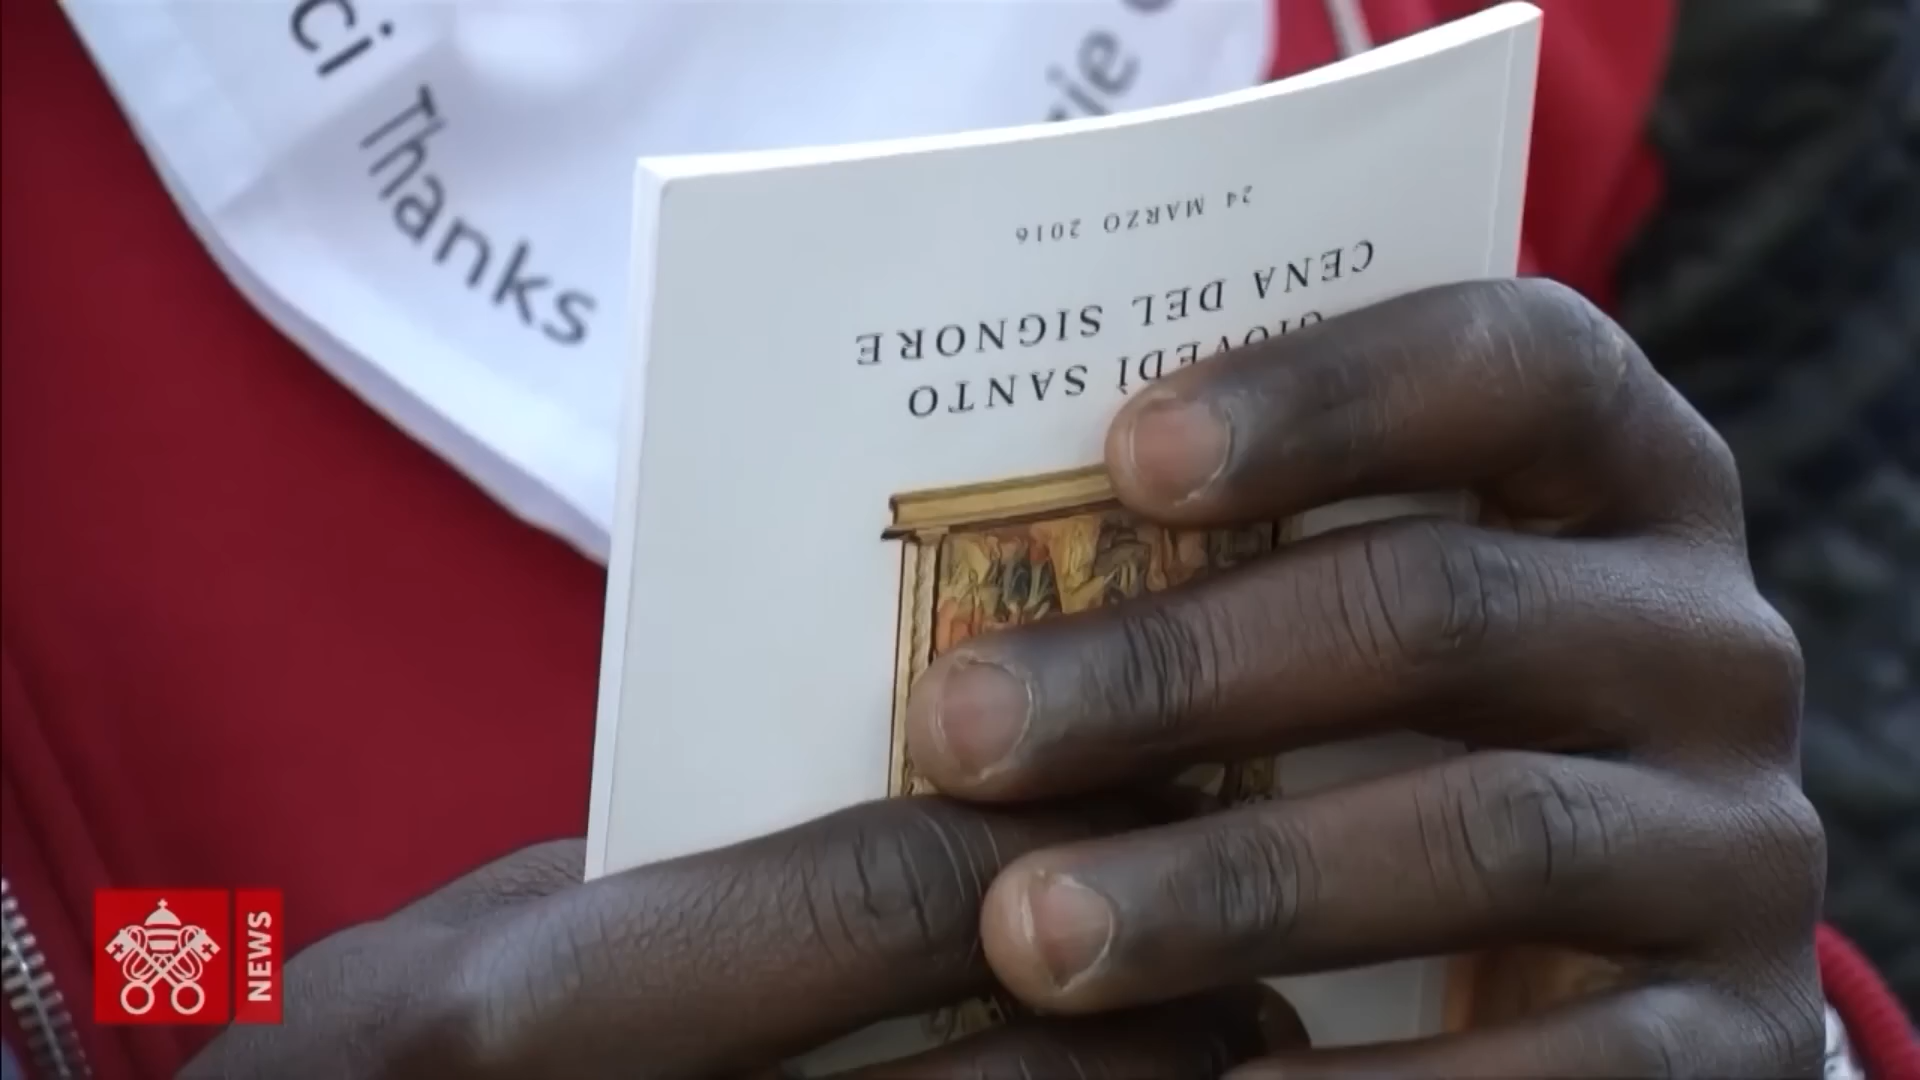 ci Thanks
GIOVEDÌ SANTO
CENA DEL SIGNORE
24 MARZO 2016
NEWS